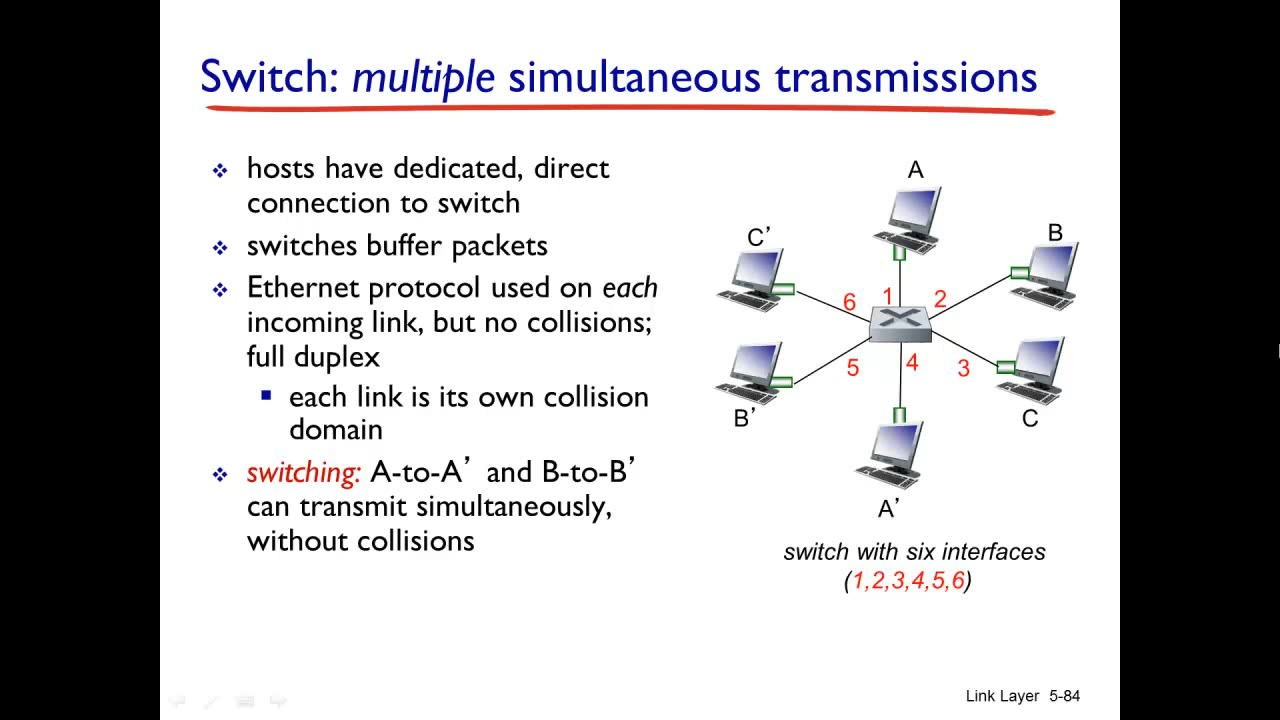 Switch: multiple simultaneous transmissions
hosts have dedicated, direct
connection to switch
switches buffer packets
Ethernet protocol used on each
incoming link, but no collisions;
full duplex
each link is its own collision
domain
switching: A-to-A’ and B-to-B’
can transmit simultaneously,
without collisions
A
C’
B
6
1
2
5
4
3
B’
C
A’
switch with six interfaces
(1,2,3,4,5,6)
Link Layer 5-84